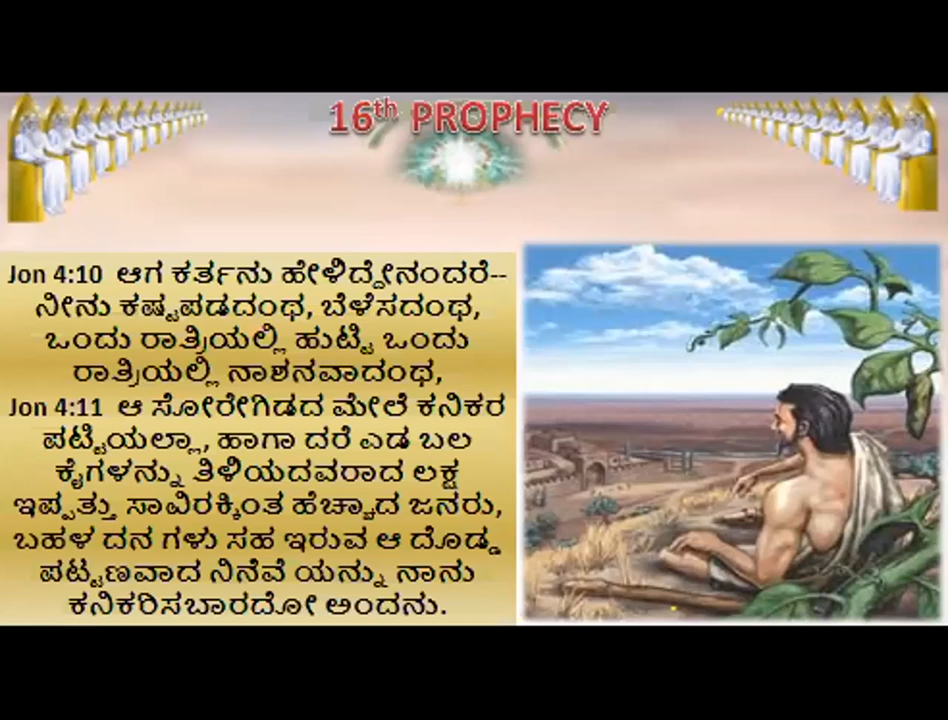 16th PROPHECY
Jon 4:10 ಆಗ ಕರ್ತನು ಹೇಳಿದ್ದೇನಂದರೆ--
ನೀನು ಕಷ್ಟಪಡದಂಥ, ಬೆಳೆಸದಂಥ,
ಒಂದು ರಾತ್ರಿಯಲ್ಲಿ ಹುಟ್ಟಿ ಒಂದು
ರಾತ್ರಿಯಲ್ಲಿ ನಾಶನವಾದಂಥ,
Jon 4:11 ಆ ಸೋರೇಗಿಡದ ಮೇಲೆ ಕನಿಕರ
ಪಟ್ಟಿಯಲ್ಲಾ, ಹಾಗಾ ದರೆ ಎಡ ಬಲ
ಕೈಗಳನ್ನು ತಿಳಿಯದವರಾದ ಲಕ್ಷ
ಇಪ್ಪತ್ತು ಸಾವಿರಕ್ಕಿಂತ ಹೆಚ್ಚಾದ ಜನರು,
ಬಹಳ ದನ ಗಳು ಸಹ ಇರುವ ಆ ದೊಡ್ಡ
ಪಟ್ಟಣವಾದ ನಿನೆವೆ ಯನ್ನು ನಾನು
ಕನಿಕರಿಸಬಾರದೋ ಅಂದನು.